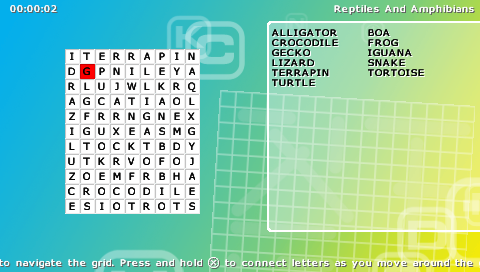 00:00:02 Reptiles And Amphibians
ALLIGATOR BOA
CROCODILE FROG
GECKO IGUANA
LIZARD SNAKE
TERRAPIN TORTOISE
TURTLE
I T E R R A P I N
D G P N I L E Y A
R L U J W L K R Q
A G C A T I A O L
Z F R R N G N E X
I G U X E A S M G
L T O C K T B D Y
U T K R V O F O J
Z O E M F R B H A
C R O C O D I L E
E S I O T R O T S
to navigate the grid. Press and hold ⊗ to connect letters as you move around the